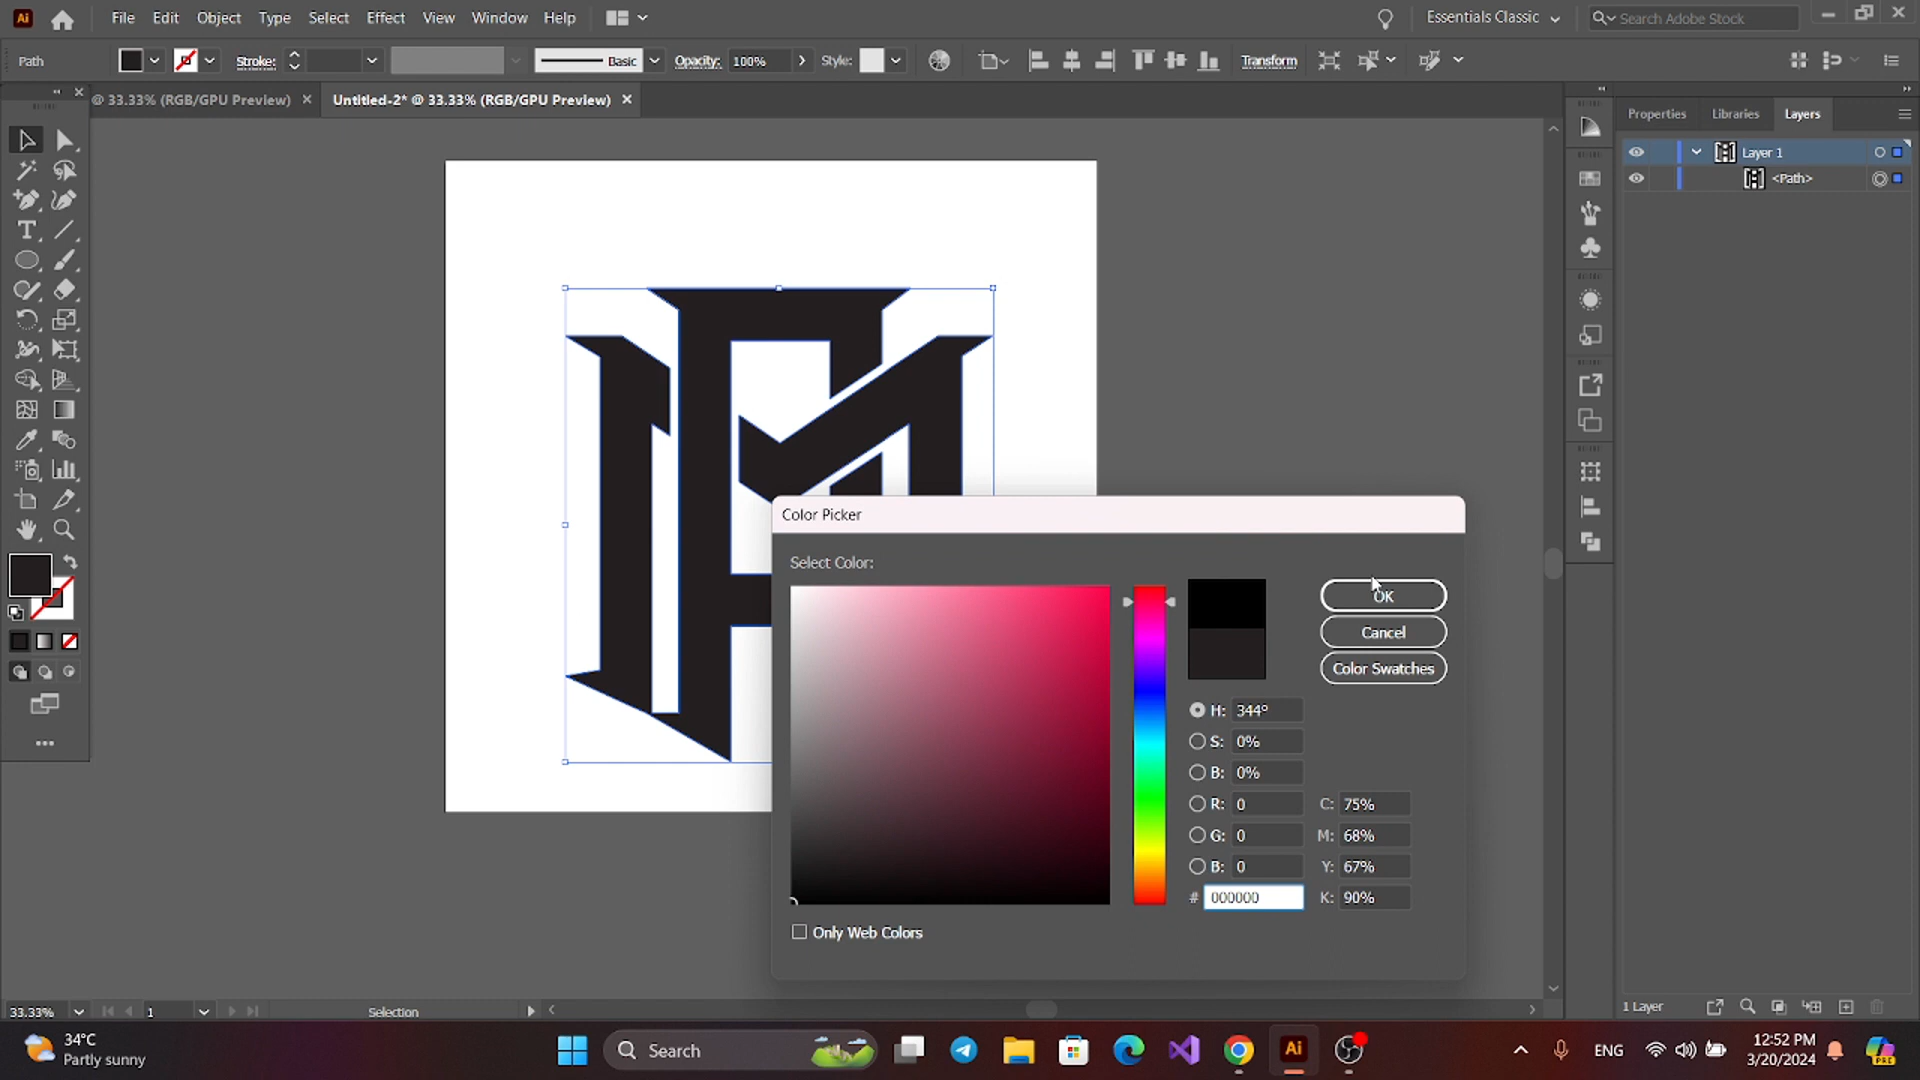 Ai File Edit Object Type Select Effect View Window Help Essentials Classic Search Adobe Stock
Path Stroke: Basic Opacity: 100% Style: Transform
@ 33.33% (RGB/GPU Preview) × Untitled-2* @ 33.33% (RGB/GPU Preview) ×
Properties Libraries Layers
Layer 1
<Path>
Color Picker
Select Color:
OK
Cancel
Color Swatches
H: 344°
S: 0%
B: 0%
R: 0 C: 75%
G: 0 M: 68%
B: 0 Y: 67%
# 000000 K: 90%
Only Web Colors
33.33% 1 Selection 1 Layer
34°C
Partly sunny
Search
Ai
ENG
12:52 PM
3/20/2024
PRE